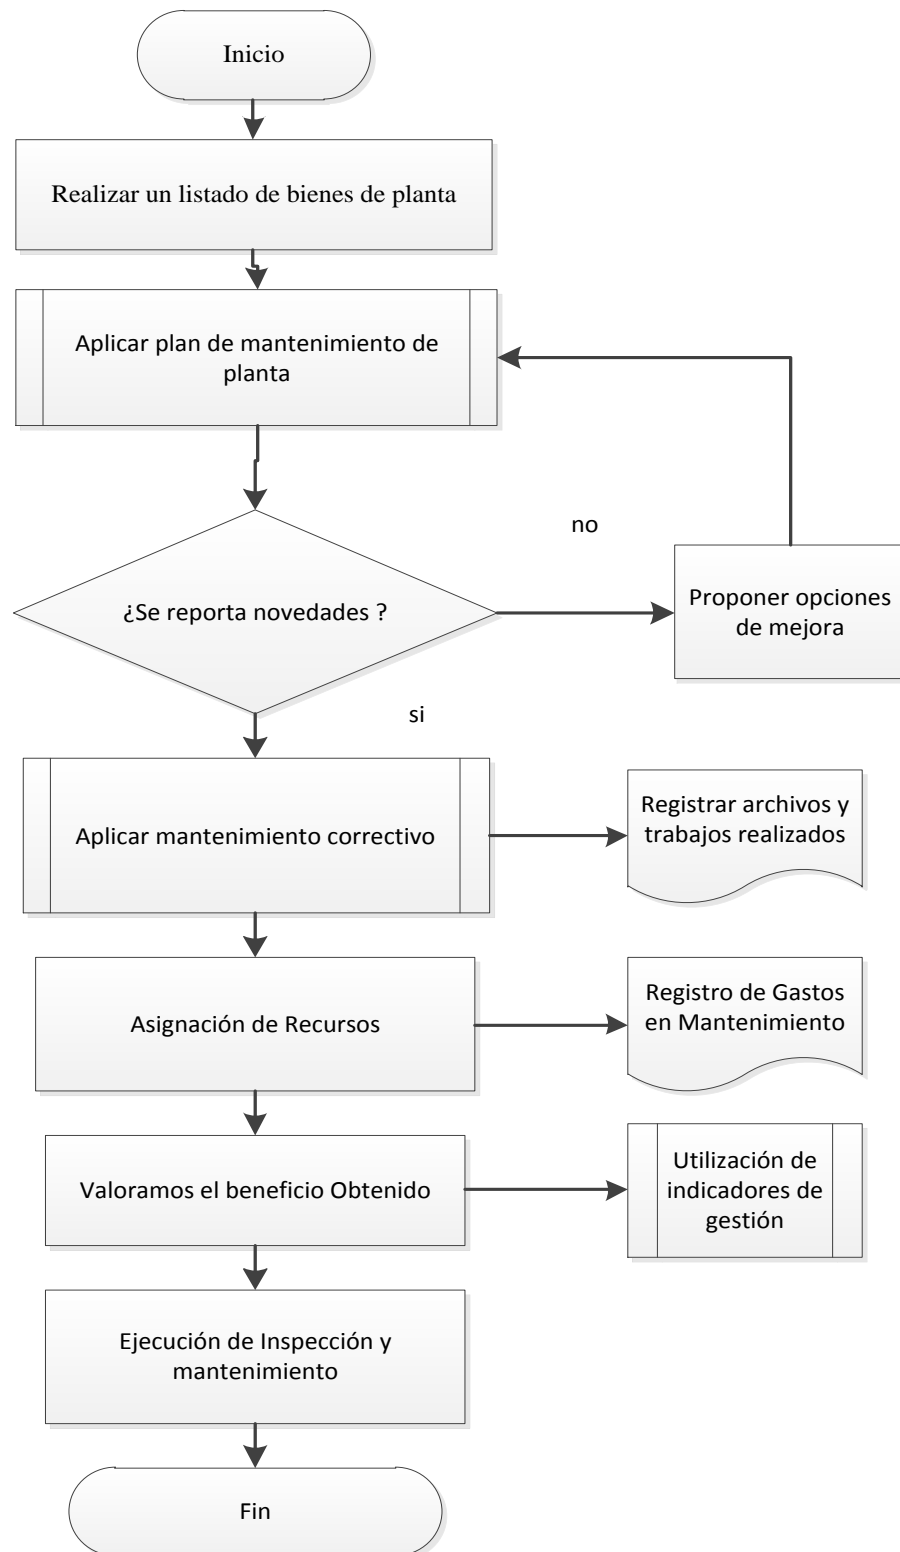 Inicio
Realizar un listado de bienes de planta
Aplicar plan de mantenimiento de
planta
no
¿Se reporta novedades ?
Proponer opciones
de mejora
si
Aplicar mantenimiento correctivo
Registrar archivos y
trabajos realizados
Asignación de Recursos
Registro de Gastos
en Mantenimiento
Valoramos el beneficio Obtenido
Utilización de
indicadores de
gestión
Ejecución de Inspección y
mantenimiento
Fin